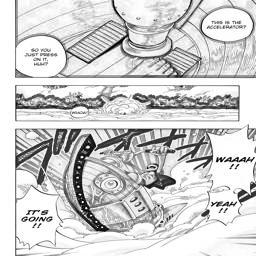 THIS IS THE
ACCELERATOR?
SO YOU
JUST PRESS
ON IT,
HUH?
WAAAH
!!
YEAH
!!
IT'S
GOING
!!